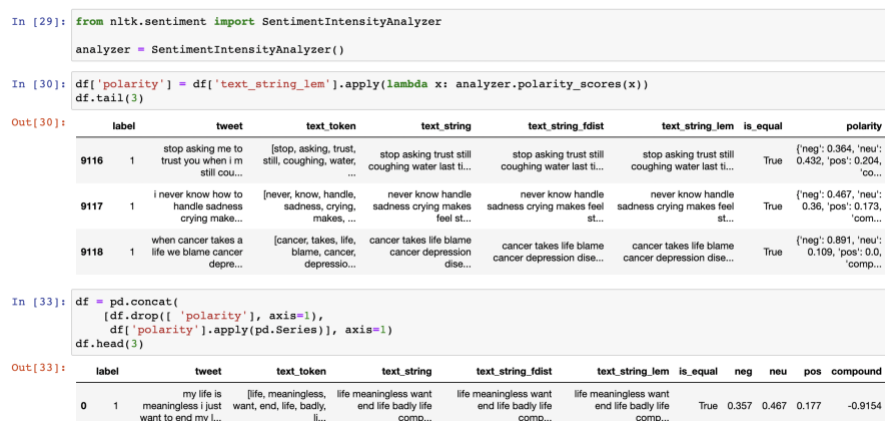 In [29]: from nltk.sentiment import SentimentIntensityAnalyzer
analyzer = SentimentIntensityAnalyzer()
In [30]: df['polarity'] = df['text_string_lem'].apply(lambda x: analyzer.polarity_scores(x))
df.tail(3)
Out[30]:
label tweet text_token text_string text_string_fdist text_string_lem is_equal polarity
stop asking me to [stop, asking, trust, {'neg': 0.364, 'neu':
9116 1 trust you when i m still, coughing, water, stop asking trust still stop asking trust still stop asking trust still True 0.432, 'pos': 0.204,
still cou... ... coughing water last ti... coughing water last ti... coughing water last ti... 'co...
i never know how to [never, know, handle, never know handle never know handle never know handle {'neg': 0.467, 'neu':
9117 1 handle sadness sadness, crying, sadness crying makes sadness crying makes feel sadness crying makes feel True 0.36, 'pos': 0.173,
crying make... makes, ... feel st... st... st... 'com...
when cancer takes a [cancer, takes, life, cancer takes life blame {'neg': 0.891, 'neu':
9118 1 life we blame cancer blame, cancer, cancer depression cancer takes life blame cancer takes life blame True 0.109, 'pos': 0.0,
depre... depressio... dise... cancer depression dise... cancer depression dise... 'comp...
In [33]: df = pd.concat(
[df.drop([ 'polarity'], axis=1),
df['polarity'].apply(pd.Series)], axis=1)
df.head(3)
Out[33]:
label tweet text_token text_string text_string_fdist text_string_lem is_equal neg neu pos compound
my life is [life, meaningless, life meaningless want life meaningless want life meaningless want
0 1 meaningless i just want, end, life, badly, end life badly life end life badly life end life badly life True 0.357 0.467 0.177 -0.9154
want to end my l... li... comp... comp... comp...